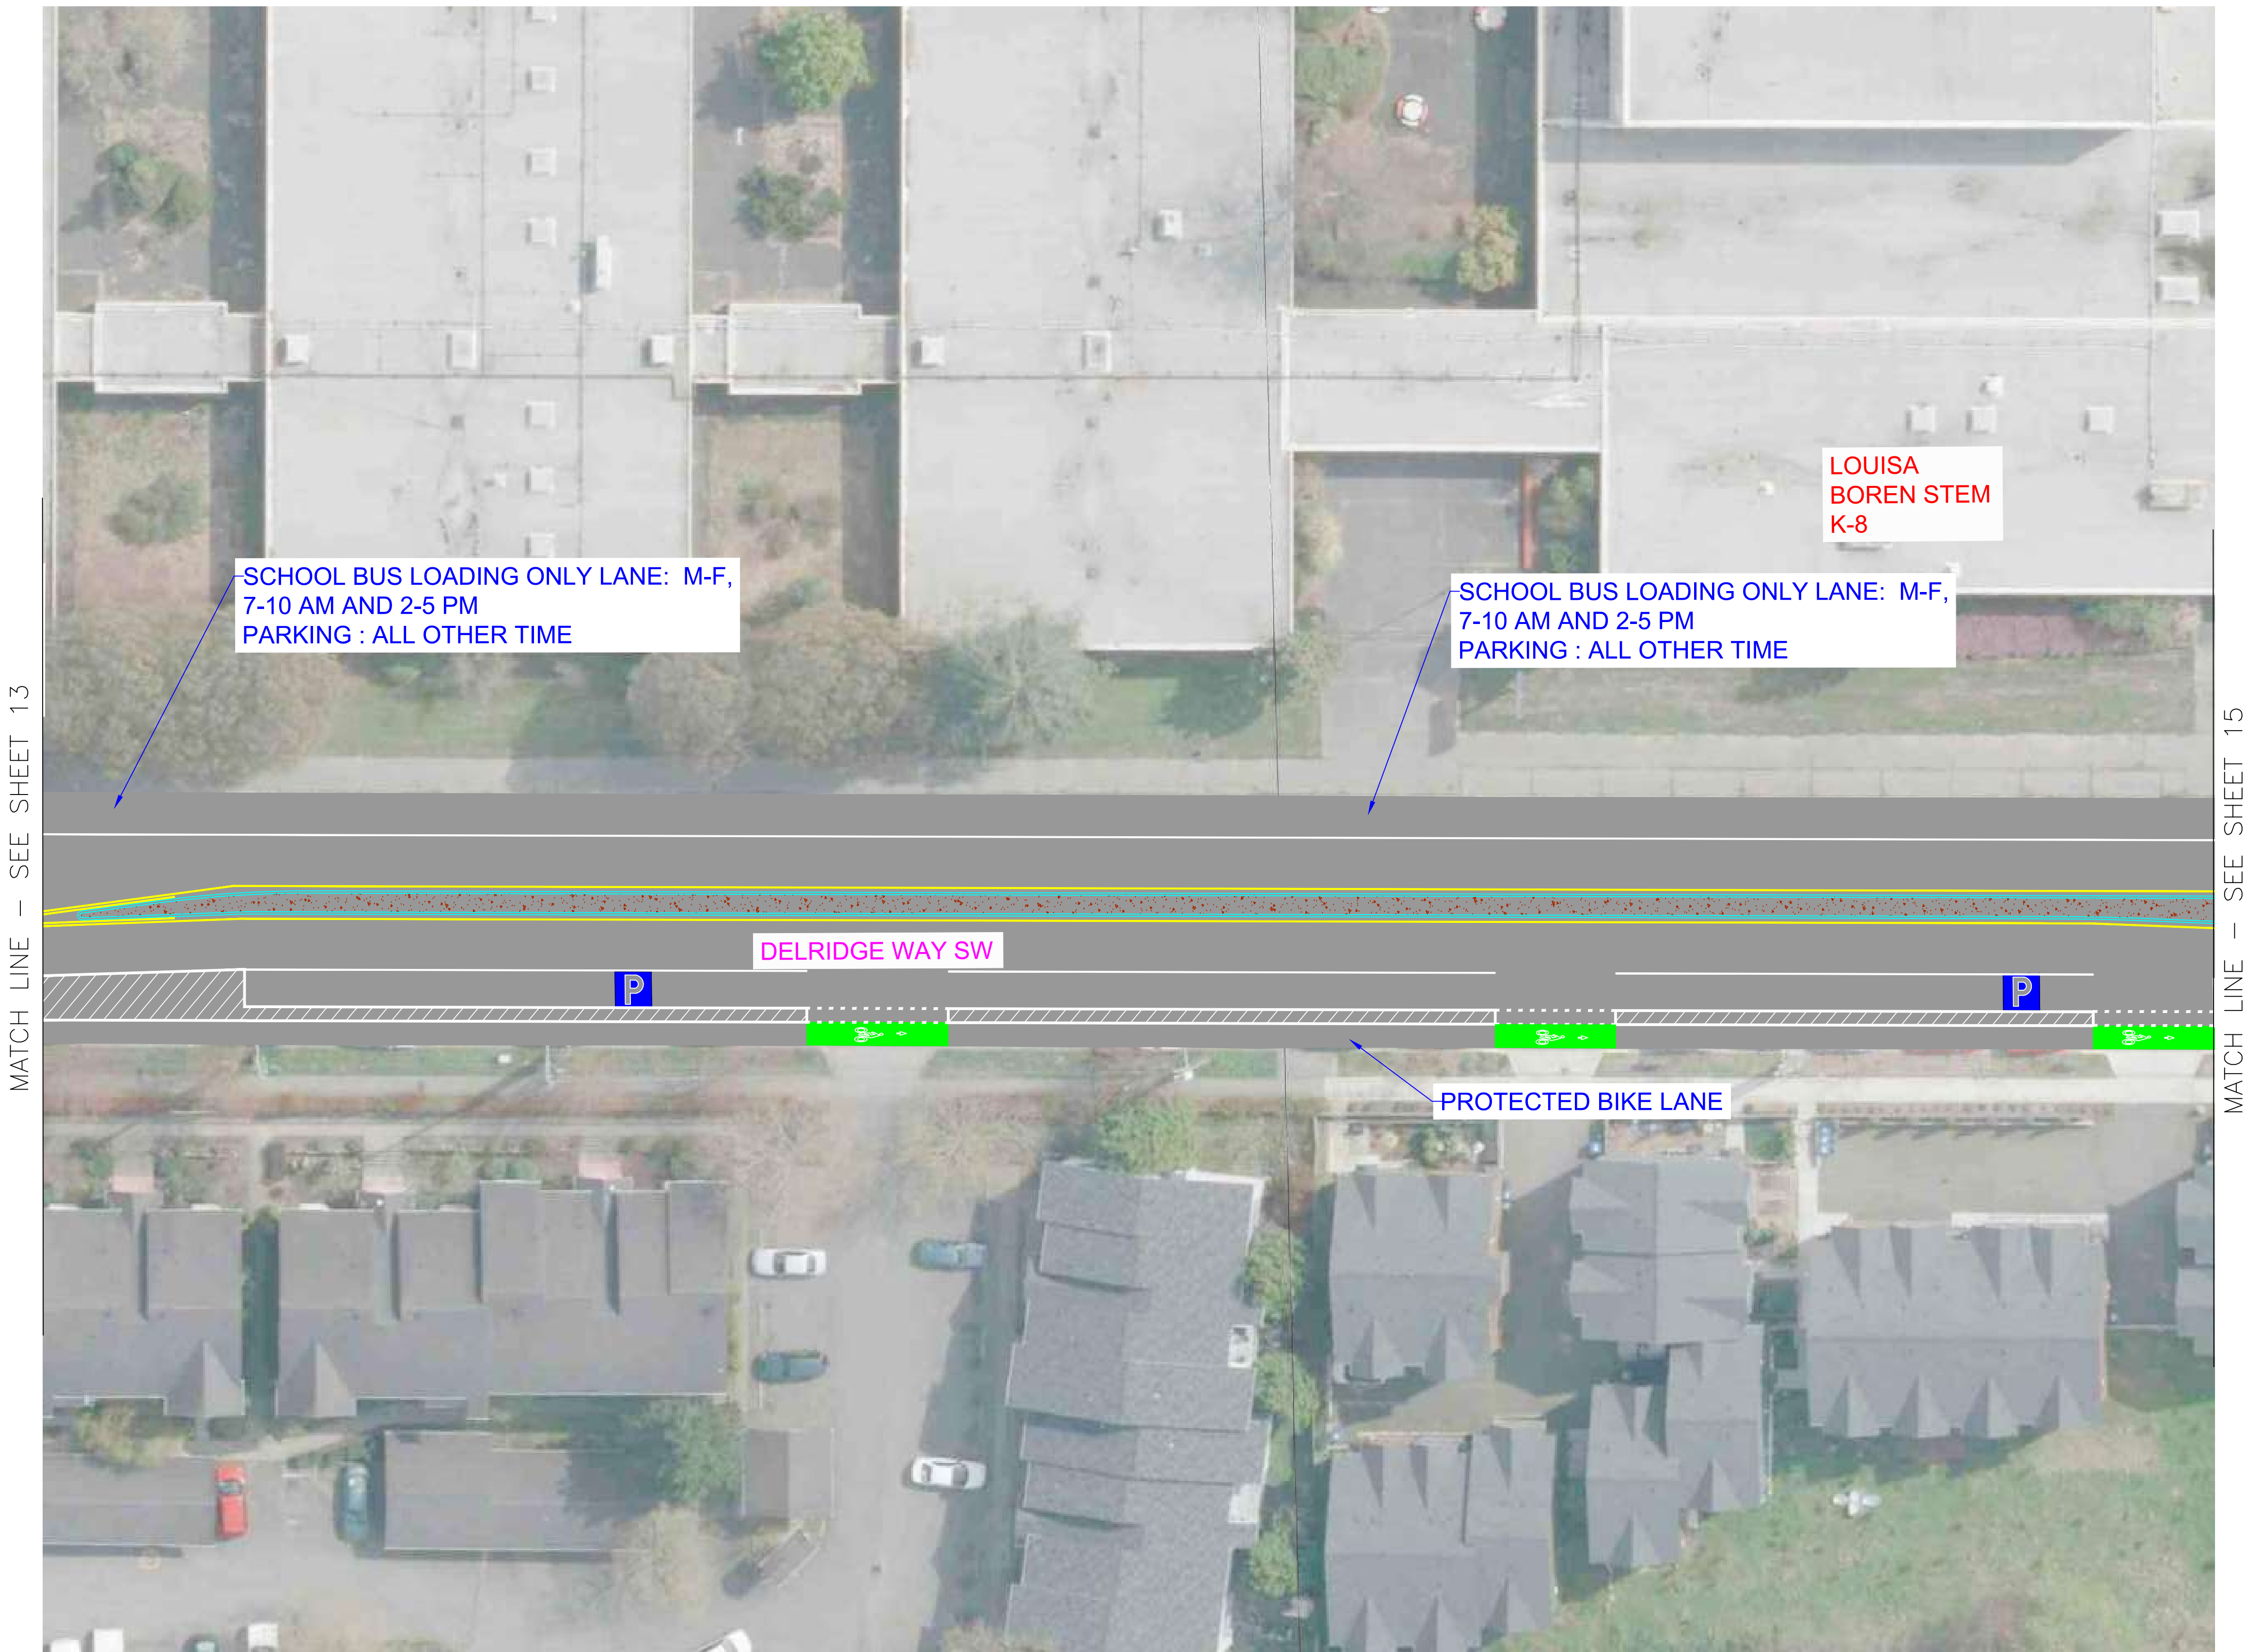 LOUISA
BOREN STEM
K-8
SCHOOL BUS LOADING ONLY LANE: M-F,
7-10 AM AND 2-5 PM
PARKING : ALL OTHER TIME
SCHOOL BUS LOADING ONLY LANE: M-F,
7-10 AM AND 2-5 PM
PARKING : ALL OTHER TIME
MATCH LINE - SEE SHEET 13
MATCH LINE - SEE SHEET 15
DELRIDGE WAY SW
P
P
PROTECTED BIKE LANE